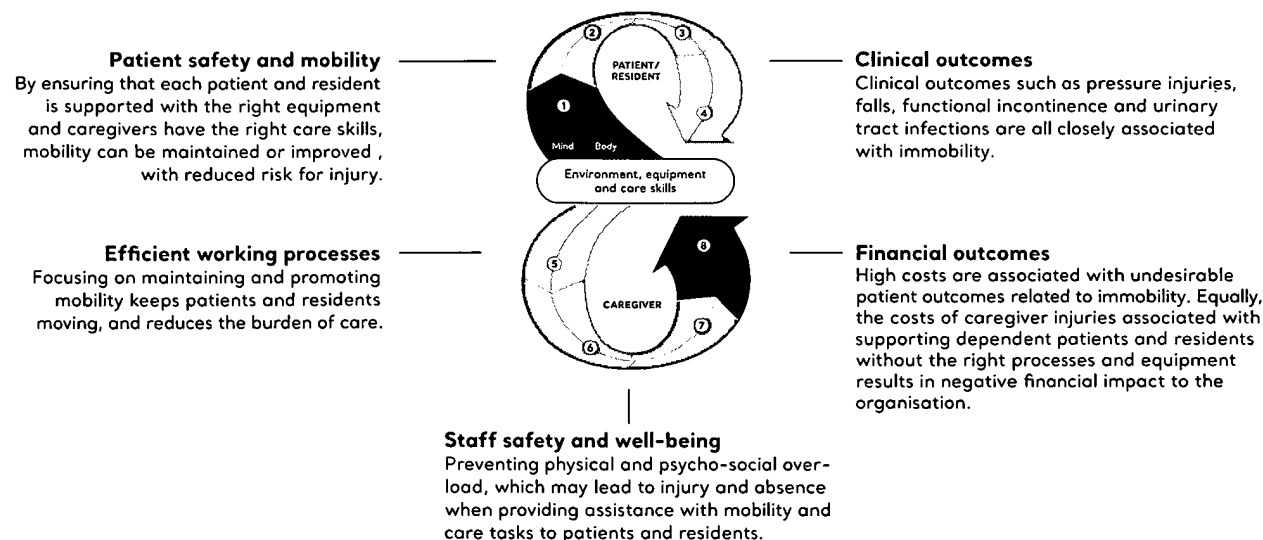 Patient safety and mobility
By ensuring that each patient and resident
is supported with the right equipment
and caregivers have the right care skills,
mobility can be maintained or improved ,
with reduced risk for injury.
Efficient working processes
Focusing on maintaining and promoting
mobility keeps patients and residents
moving, and reduces the burden of care.
2
3
PATIENT/
RESIDENT
1
4
Mind Body
Environment, equipment
and care skills
8
5
CAREGIVER
7
6
Clinical outcomes
Clinical outcomes such as pressure injuries,
falls, functional incontinence and urinary
tract infections are all closely associated
with immobility.
Financial outcomes
High costs are associated with undesirable
patient outcomes related to immobility. Equally,
the costs of caregiver injuries associated with
supporting dependent patients and residents
without the right processes and equipment
results in negative financial impact to the
organisation.
Staff safety and well-being
Preventing physical and psycho-social over-
load, which may lead to injury and absence
when providing assistance with mobility and
care tasks to patients and residents.